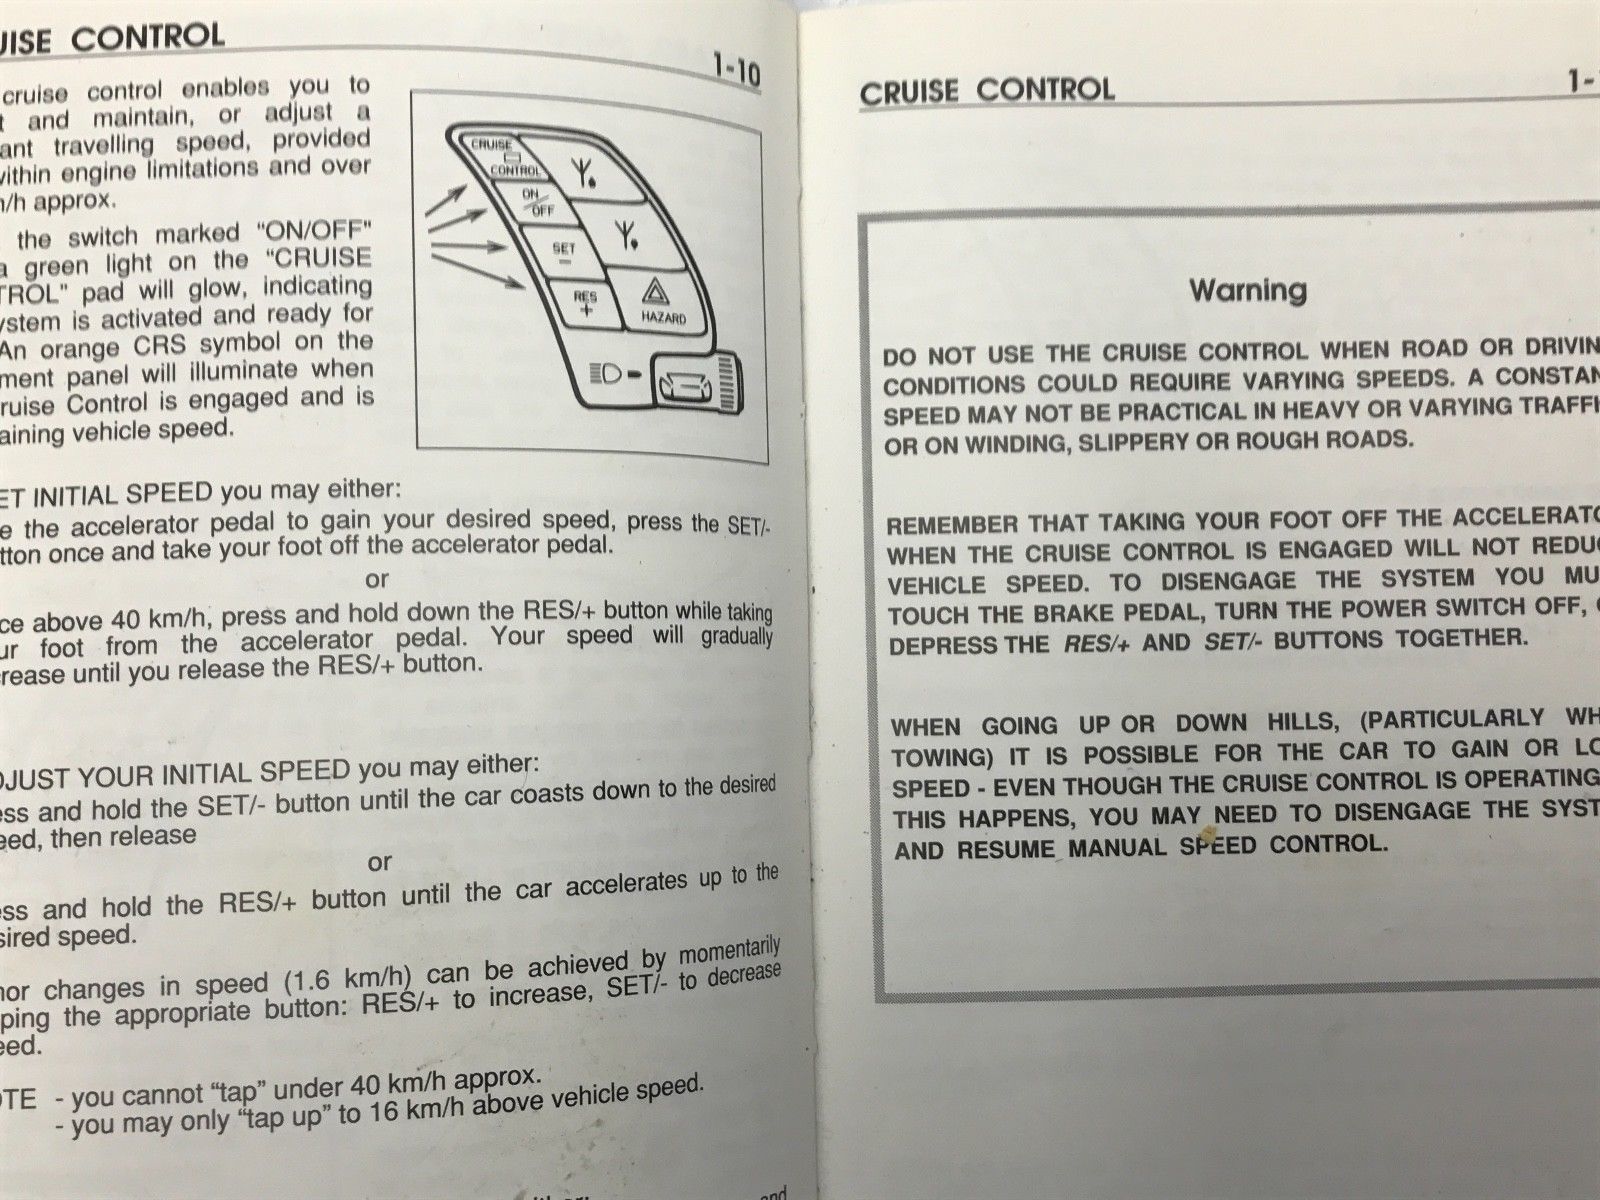 UISE CONTROL
1-10
cruise control enables you to
t and maintain, or adjust a
ant travelling speed, provided
within engine limitations and over
m/h approx.
the switch marked "ON/OFF"
a green light on the "CRUISE
TROL" pad will glow, indicating
ystem is activated and ready for
An orange CRS symbol on the
ment panel will illuminate when
ruise Control is engaged and is
aining vehicle speed.
CRUISE
CONTROL
ON
OFF
SET
-
RES
+
HAZARD
ET INITIAL SPEED you may either:
e the accelerator pedal to gain your desired speed, press the SET/-
tton once and take your foot off the accelerator pedal.
or
ce above 40 km/h, press and hold down the RES/+ button while taking
ur foot from the accelerator pedal. Your speed will gradually
rease until you release the RES/+ button.
DJUST YOUR INITIAL SPEED you may either:
ess and hold the SET/- button until the car coasts down to the desired
eed, then release
or
ess and hold the RES/+ button until the car accelerates up to the
sired speed.
nor changes in speed (1.6 km/h) can be achieved by momentarily
ping the appropriate button: RES/+ to increase, SET/- to decrease
eed.
OTE - you cannot "tap" under 40 km/h approx.
- you may only "tap up" to 16 km/h above vehicle speed.
and
CRUISE CONTROL
1-
Warning
DO NOT USE THE CRUISE CONTROL WHEN ROAD OR DRIVIN
CONDITIONS COULD REQUIRE VARYING SPEEDS. A CONSTAN
SPEED MAY NOT BE PRACTICAL IN HEAVY OR VARYING TRAFFI
OR ON WINDING, SLIPPERY OR ROUGH ROADS.
REMEMBER THAT TAKING YOUR FOOT OFF THE ACCELERATO
WHEN THE CRUISE CONTROL IS ENGAGED WILL NOT REDUC
VEHICLE SPEED. TO DISENGAGE THE SYSTEM YOU MU
TOUCH THE BRAKE PEDAL, TURN THE POWER SWITCH OFF, O
DEPRESS THE RES/+ AND SET/- BUTTONS TOGETHER.
WHEN GOING UP OR DOWN HILLS, (PARTICULARLY WH
TOWING) IT IS POSSIBLE FOR THE CAR TO GAIN OR LO
SPEED - EVEN THOUGH THE CRUISE CONTROL IS OPERATING
THIS HAPPENS, YOU MAY NEED TO DISENGAGE THE SYST
AND RESUME MANUAL SPEED CONTROL.